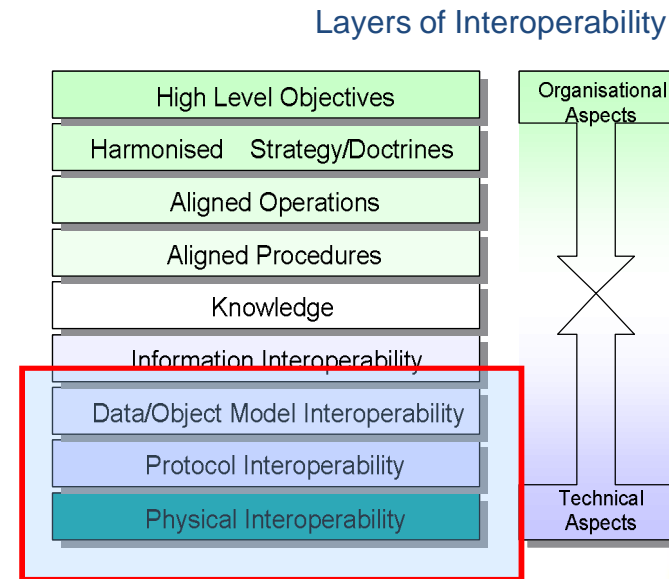 Layers of Interoperability
High Level Objectives
Harmonised Strategy/Doctrines
Aligned Operations
Aligned Procedures
Knowledge
Information Interoperability
Data/Object Model Interoperability
Protocol Interoperability
Physical Interoperability
Organisational
Aspects
Technical
Aspects